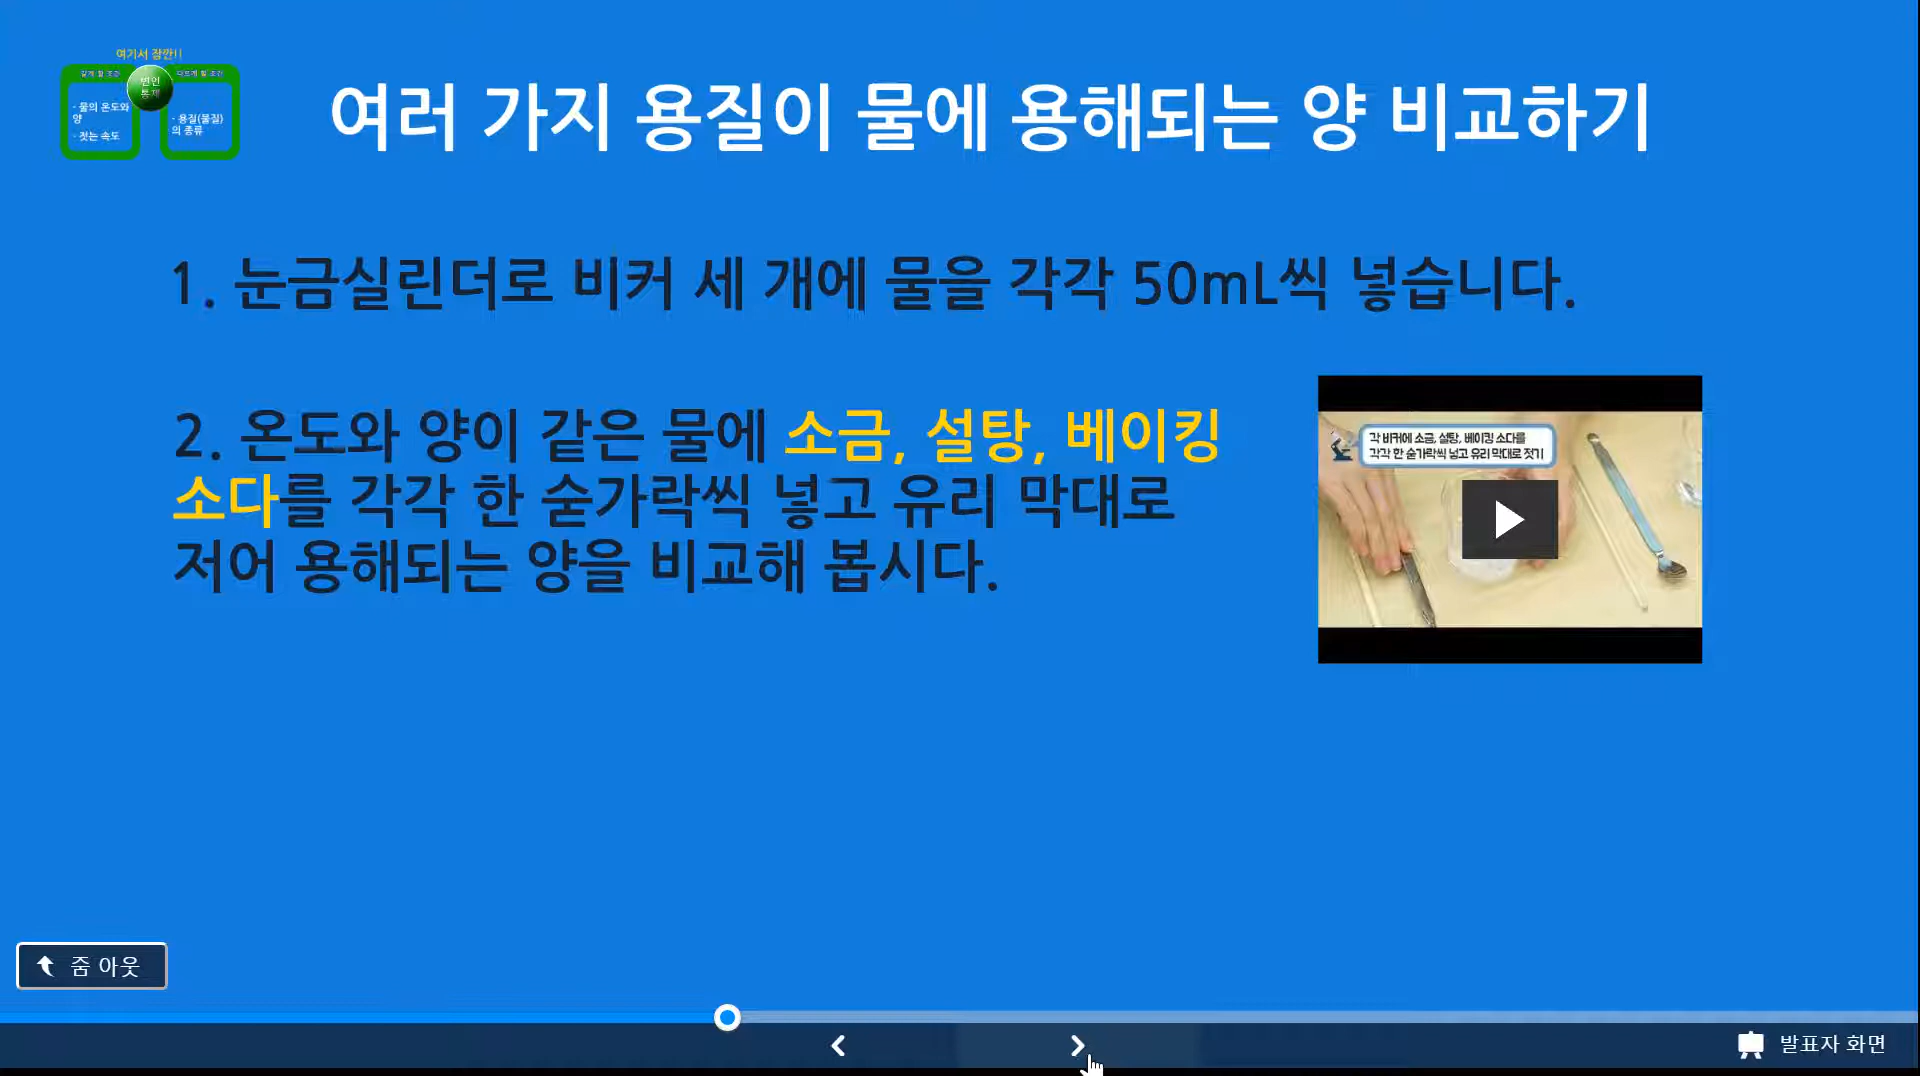 여기서 잠깐!!
같게 할 조건
변인
통제
다르게 할 조건
- 물의 온도와
양
- 젓는 속도
- 용질(물질)
의 종류
여러 가지 용질이 물에 용해되는 양 비교하기
1. 눈금실린더로 비커 세 개에 물을 각각 50mL씩 넣습니다.
2. 온도와 양이 같은 물에 소금, 설탕, 베이킹
소다를 각각 한 숟가락씩 넣고 유리 막대로
저어 용해되는 양을 비교해 봅시다.
각 비커에 소금, 설탕, 베이킹 소다를
각각 한 숟가락씩 넣고 유리 막대로 젓기
줌 아웃
발표자 화면